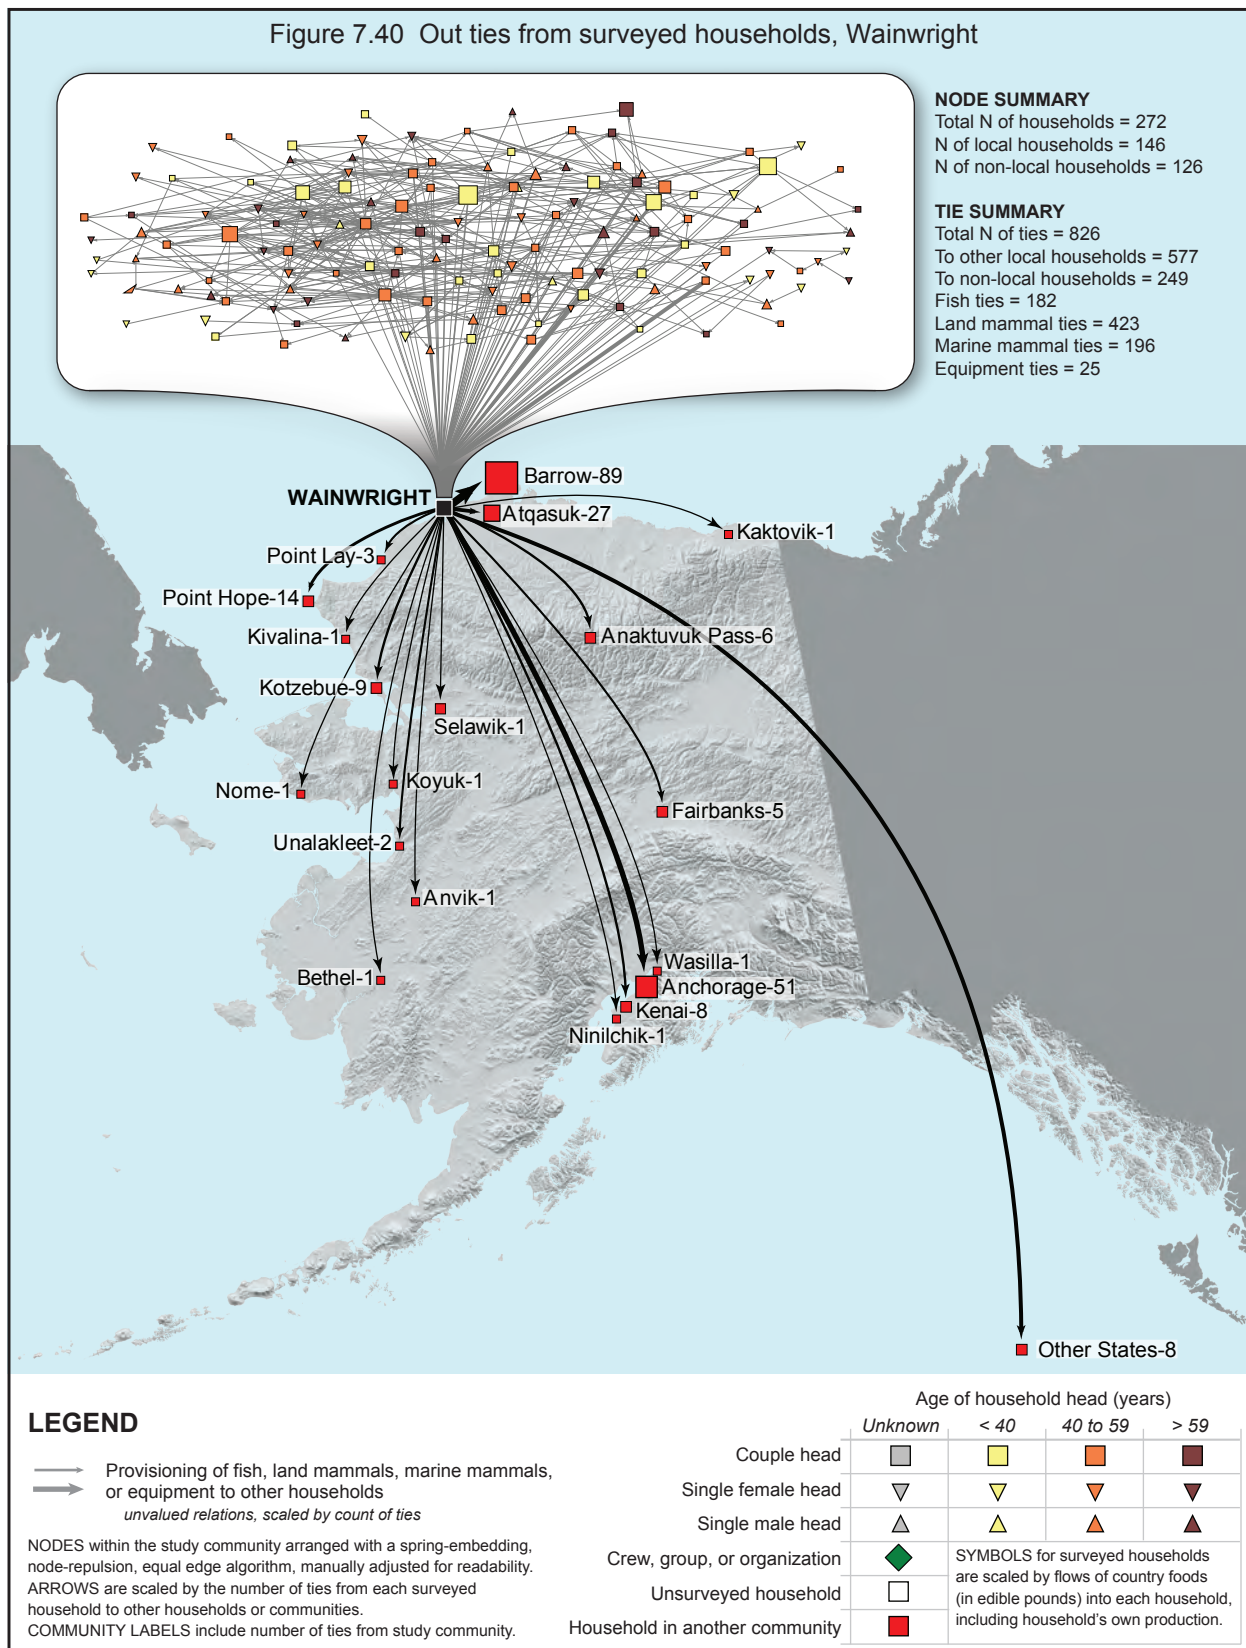 Figure 7.40 Out ties from surveyed households, Wainwright
NODE SUMMARY
Total N of households = 272
N of local households = 146
N of non-local households = 126
TIE SUMMARY
Total N of ties = 826
To other local households = 577
To non-local households = 249
Fish ties = 182
Land mammal ties = 423
Marine mammal ties = 196
Equipment ties = 25
WAINWRIGHT
Barrow-89
Atqasuk-27
Kaktovik-1
Point Lay-3
Point Hope-14
Kivalina-1
Anaktuvuk Pass-6
Kotzebue-9
Selawik-1
Nome-1
Koyuk-1
Fairbanks-5
Unalakleet-2
Anvik-1
Bethel-1
Wasilla-1
Anchorage-51
Kenai-8
Ninilchik-1
Other States-8
LEGEND
Provisioning of fish, land mammals, marine mammals,
or equipment to other households
unvalued relations, scaled by count of ties
NODES within the study community arranged with a spring-embedding,
node-repulsion, equal edge algorithm, manually adjusted for readability.
ARROWS are scaled by the number of ties from each surveyed
household to other households or communities.
COMMUNITY LABELS include number of ties from study community.
Age of household head (years)
Unknown < 40 40 to 59 > 59
Couple head
Single female head
Single male head
Crew, group, or organization
Unsurveyed household
Household in another community
SYMBOLS for surveyed households
are scaled by flows of country foods
(in edible pounds) into each household,
including household's own production.